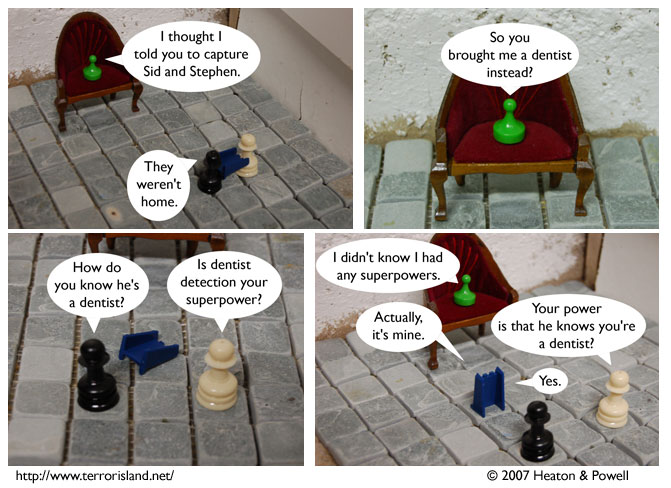 I thought I
told you to capture
Sid and Stephen.
They
weren't
home.
So you
brought me a dentist
instead?
How do
you know he's
a dentist?
Is dentist
detection your
superpower?
I didn't know I had
any superpowers.
Actually,
it's mine.
Your power
is that he knows you're
a dentist?
Yes.
http://www.terrorisland.net/
© 2007 Heaton & Powell